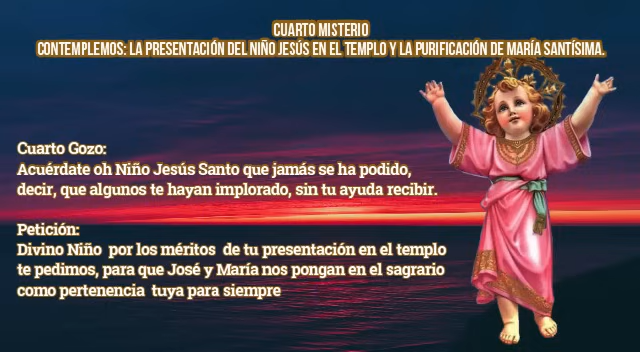 CUARTO MISTERIO
CONTEMPLEMOS: LA PRESENTACIÓN DEL NIÑO JESÚS EN EL TEMPLO Y LA PURIFICACIÓN DE MARÍA SANTÍSIMA.
Cuarto Gozo:
Acuérdate oh Niño Jesús Santo que jamás se ha podido,
decir, que algunos te hayan implorado, sin tu ayuda recibir.
Petición:
Divino Niño por los méritos de tu presentación en el templo
te pedimos, para que José y María nos pongan en el sagrario
como pertenencia tuya para siempre